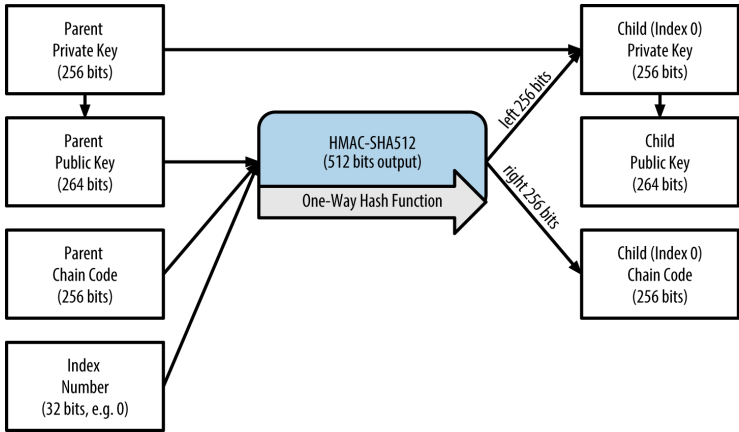 Parent
Private Key
(256 bits)
Parent
Public Key
(264 bits)
Parent
Chain Code
(256 bits)
Index
Number
(32 bits, e.g. 0)
HMAC-SHA512
(512 bits output)
One-Way Hash Function
left 256 bits
right 256 bits
Child (Index 0)
Private Key
(256 bits)
Child
Public Key
(264 bits)
Child (Index 0)
Chain Code
(256 bits)